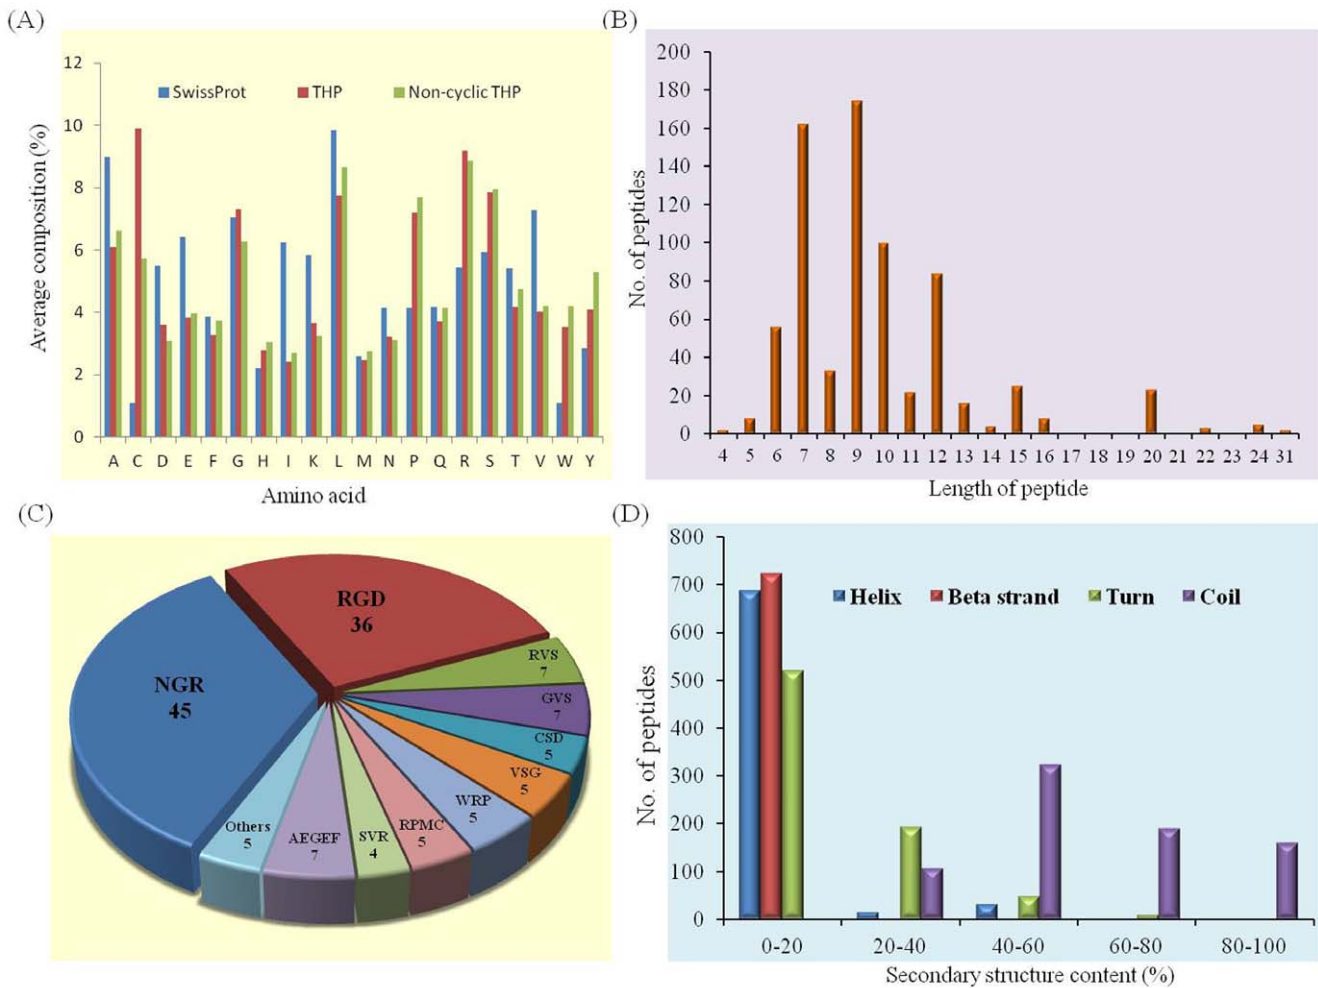 (A)
12
10
8
6
4
2
0
Average composition (%)
SwissProt THP Non-cyclic THP
A C D E F G H I K L M N P Q R S T V W Y
Amino acid
(B)
200
180
160
140
120
100
80
60
40
20
0
No. of peptides
4 5 6 7 8 9 10 11 12 13 14 15 16 17 18 19 20 21 22 23 24 31
Length of peptide
(C)
RGD
36
NGR
45
RVS
7
GVS
7
CSD
5
VSG
5
WRP
5
RPMC
5
SVR
4
AEGEF
7
Others
5
(D)
800
700
600
500
400
300
200
100
0
No. of peptides
Helix Beta strand Turn Coil
0-20 20-40 40-60 60-80 80-100
Secondary structure content (%)